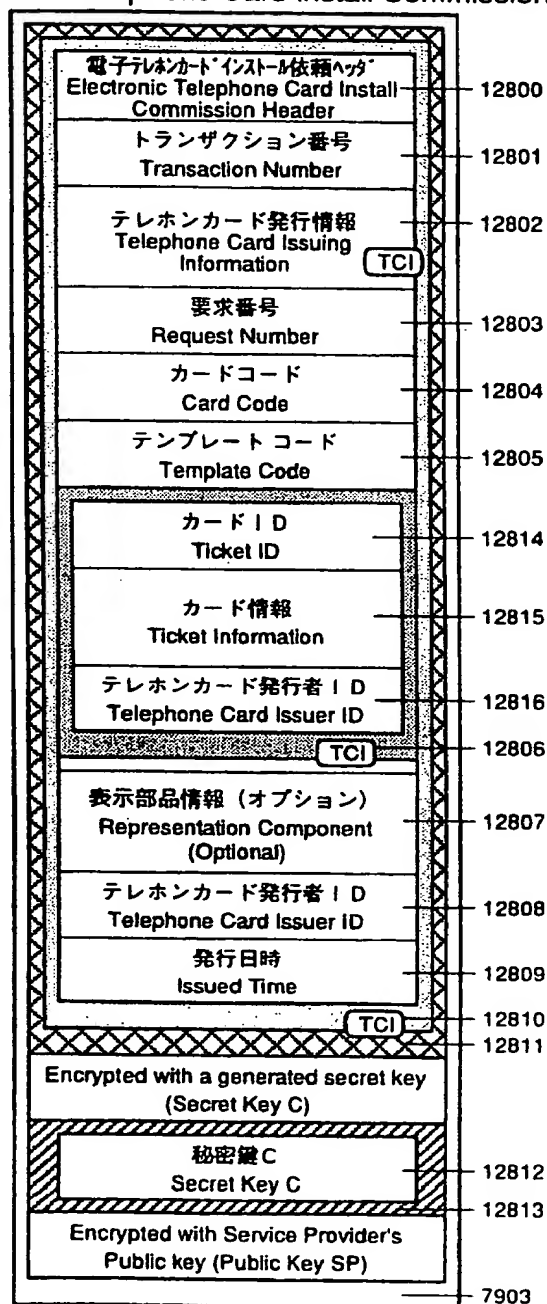 電子テレホンカードインストール依頼ヘッダ
Electronic Telephone Card Install
Commission Header
12800
トランザクション番号
Transaction Number
12801
テレホンカード発行情報
Telephone Card Issuing
Information
TCI
12802
要求番号
Request Number
12803
カードコード
Card Code
12804
テンプレート コード
Template Code
12805
カードID
Ticket ID
12814
カード情報
Ticket Information
12815
テレホンカード発行者ID
Telephone Card Issuer ID
12816
TCI
12806
表示部品情報（オプション）
Representation Component
(Optional)
12807
テレホンカード発行者ID
Telephone Card Issuer ID
12808
発行日時
Issued Time
12809
TCI
12810
12811
Encrypted with a generated secret key
(Secret Key C)
秘密鍵C
Secret Key C
12812
12813
Encrypted with Service Provider's
Public key (Public Key SP)
7903